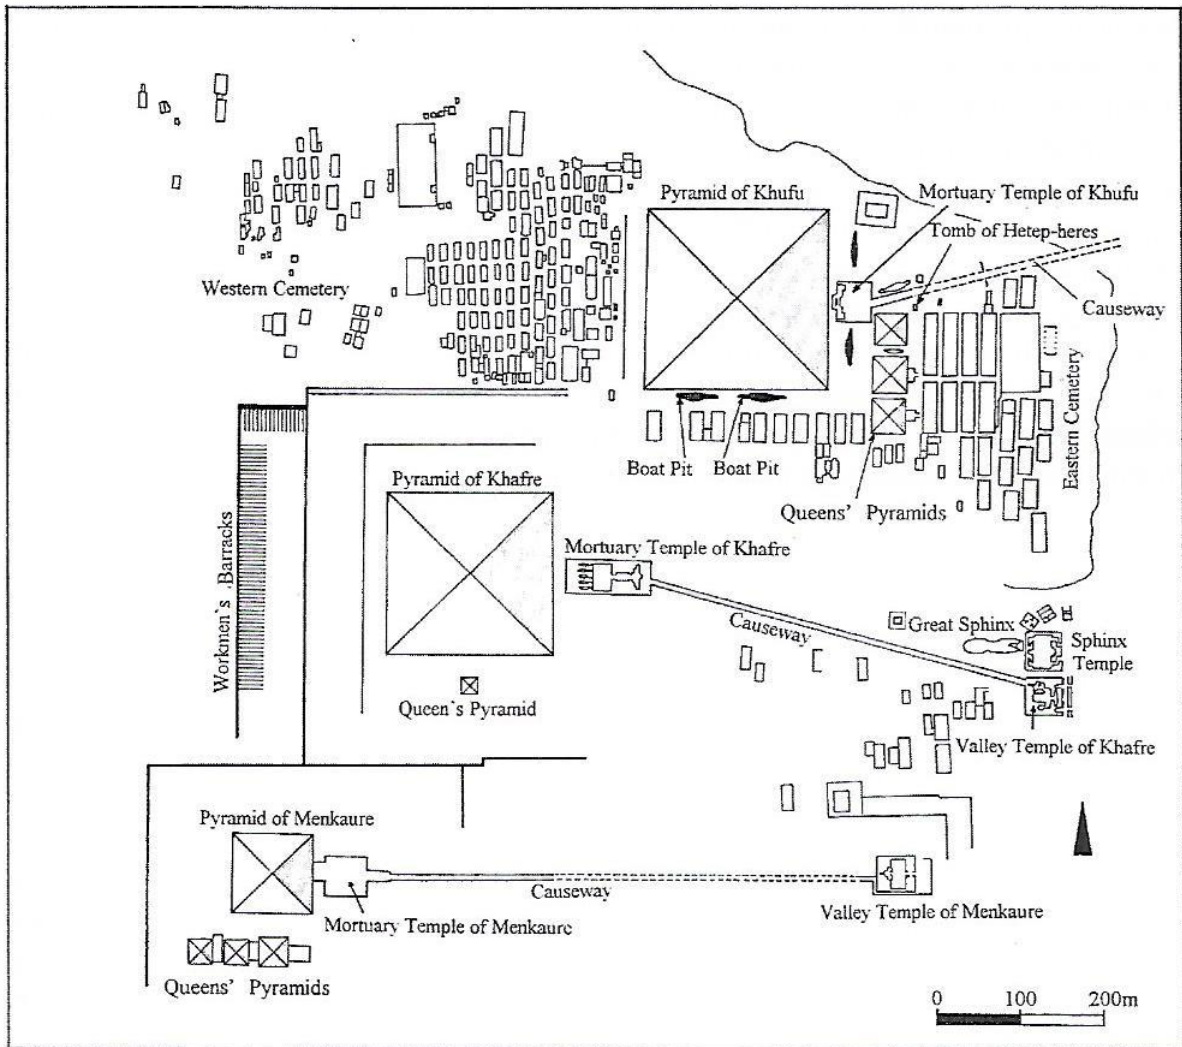 Pyramid of Khufu
Mortuary Temple of Khufu
Tomb of Hetep-heres
Western Cemetery
Causeway
Eastern Cemetery
Boat Pit
Boat Pit
Pyramid of Khafre
Queens' Pyramids
Workmen's Barracks
Mortuary Temple of Khafre
Causeway
Great Sphinx
Sphinx
Temple
Queen's Pyramid
Valley Temple of Khafre
Pyramid of Menkaure
Causeway
Valley Temple of Menkaure
Mortuary Temple of Menkaure
Queens' Pyramids
0 100 200m